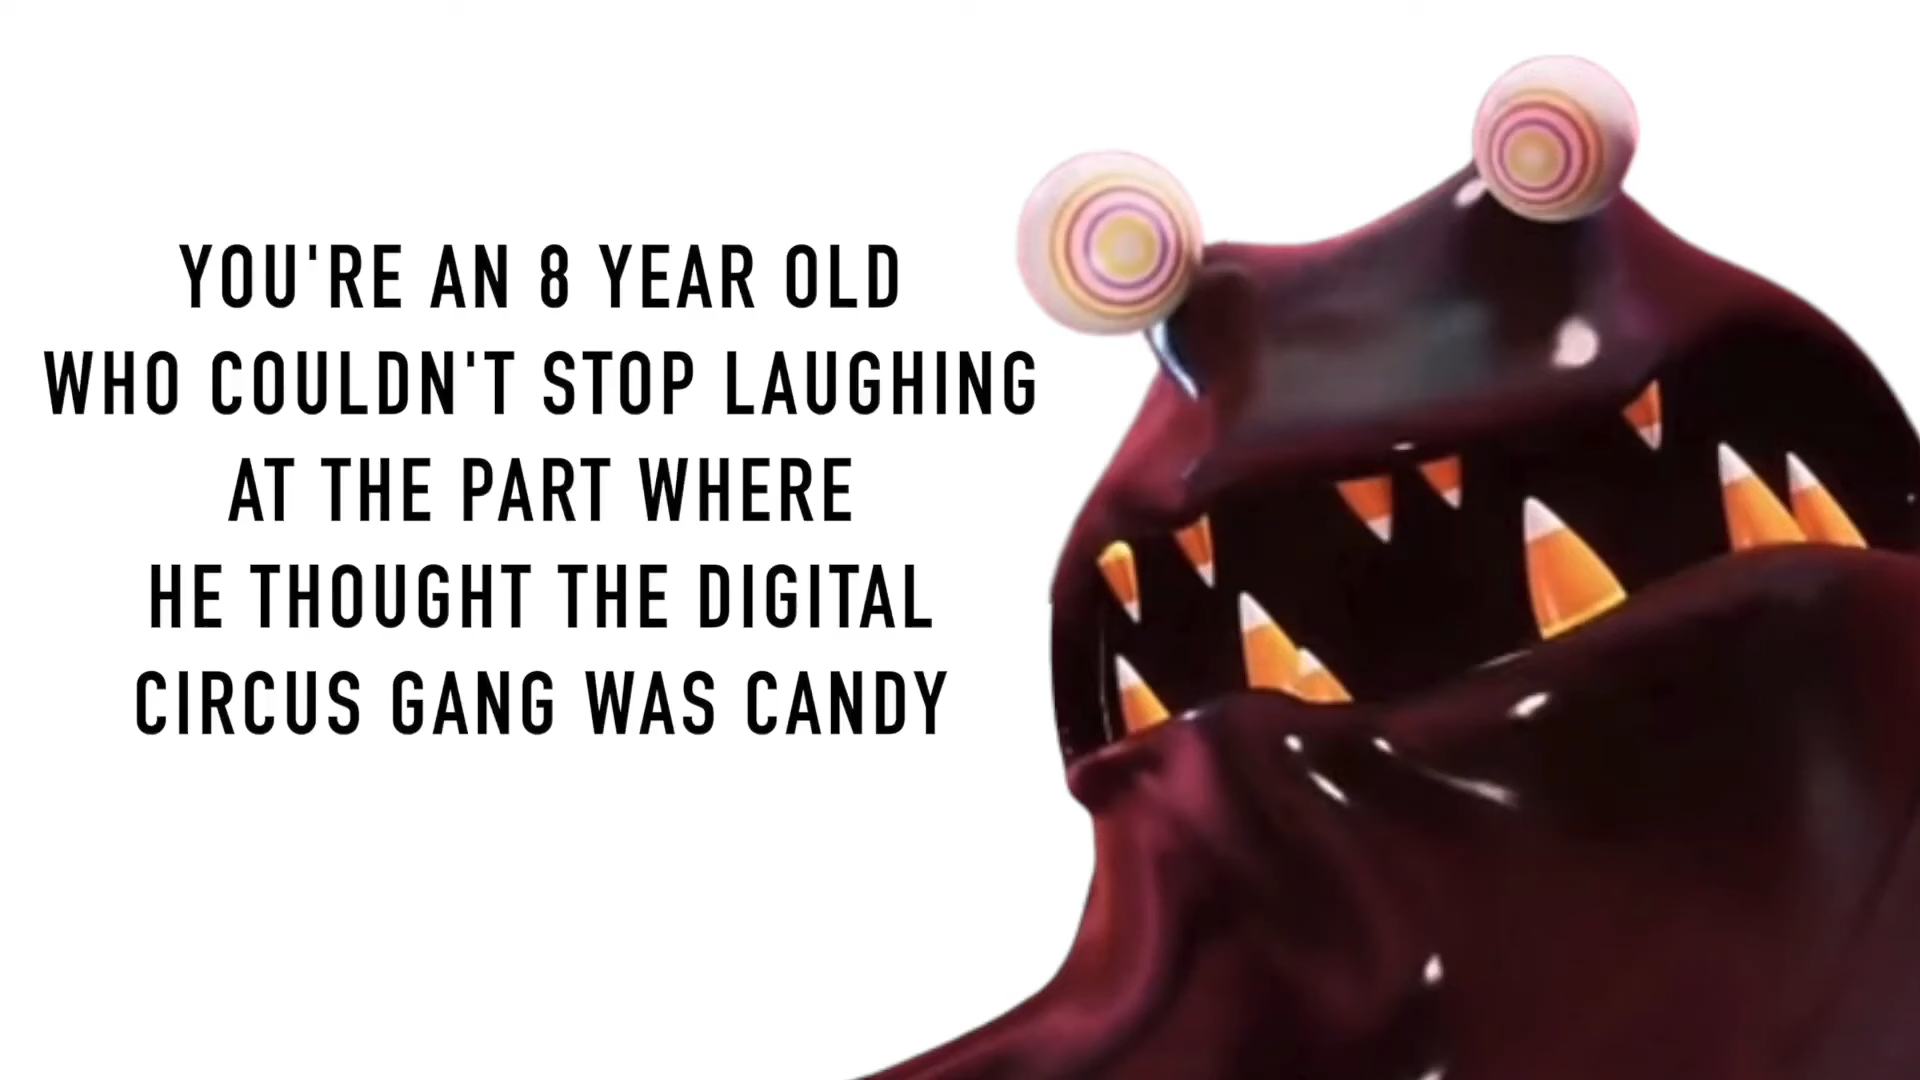 YOU'RE AN 8 YEAR OLD
WHO COULDN'T STOP LAUGHING
AT THE PART WHERE
HE THOUGHT THE DIGITAL
CIRCUS GANG WAS CANDY